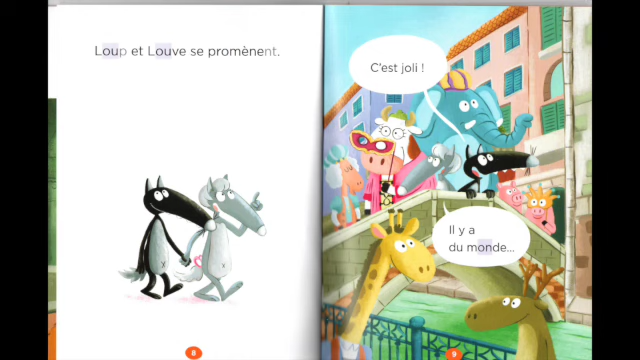 Loup et Louve se promènent.
C'est joli !
Il y a
du monde...
8
9